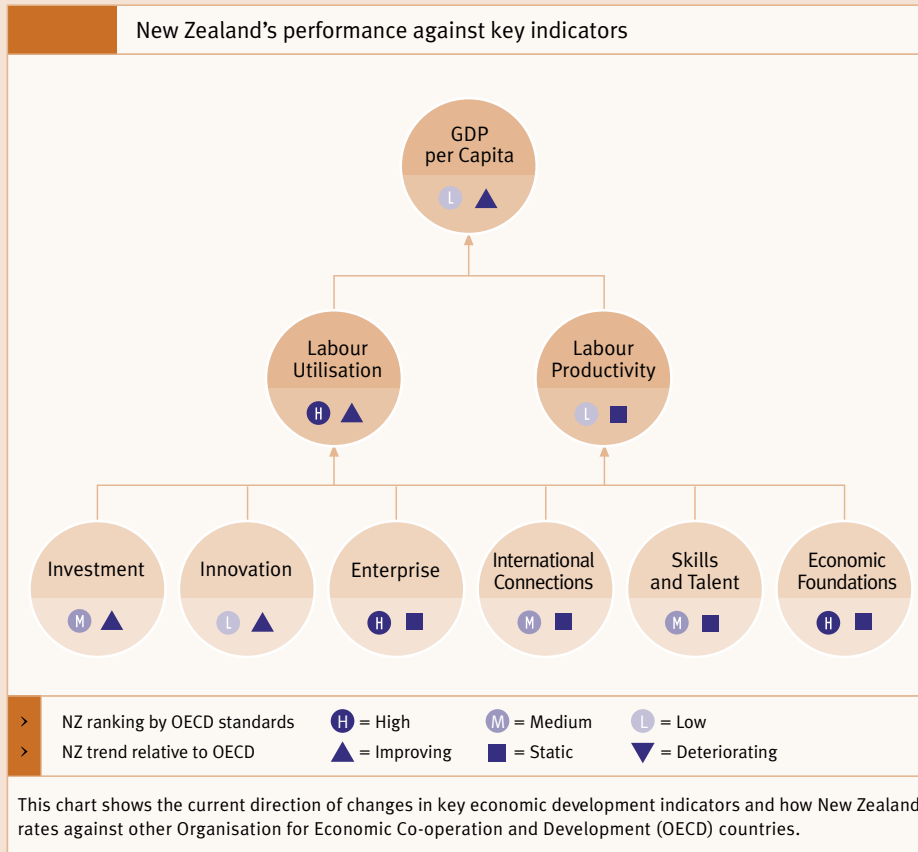 New Zealand's performance against key indicators
GDP
per Capita
L
Labour
Utilisation
H
Labour
Productivity
L
Investment
M
Innovation
L
Enterprise
H
International
Connections
M
Skills
and Talent
M
Economic
Foundations
H
> NZ ranking by OECD standards H = High M = Medium L = Low
> NZ trend relative to OECD ▲ = Improving ■ = Static ▼ = Deteriorating
This chart shows the current direction of changes in key economic development indicators and how New Zealand
rates against other Organisation for Economic Co-operation and Development (OECD) countries.